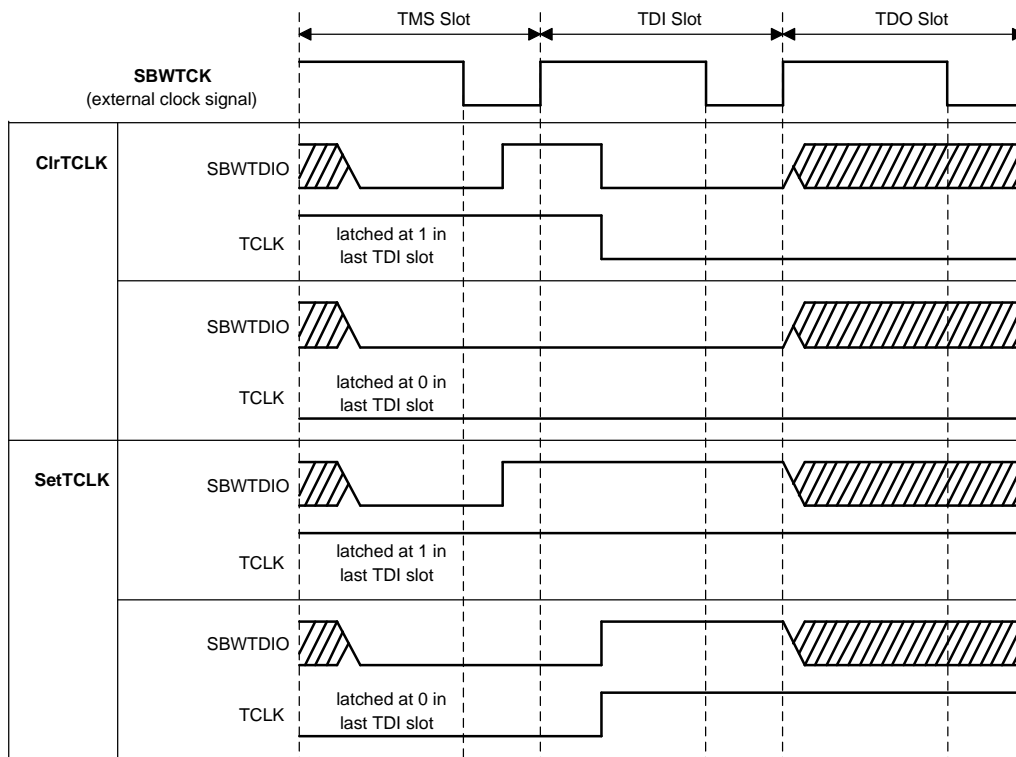 TMS Slot
TDI Slot
TDO Slot
SBWTCK
(external clock signal)
ClrTCLK
SBWTDIO
TCLK
latched at 1 in
last TDI slot
SBWTDIO
TCLK
latched at 0 in
last TDI slot
SetTCLK
SBWTDIO
TCLK
latched at 1 in
last TDI slot
SBWTDIO
TCLK
latched at 0 in
last TDI slot